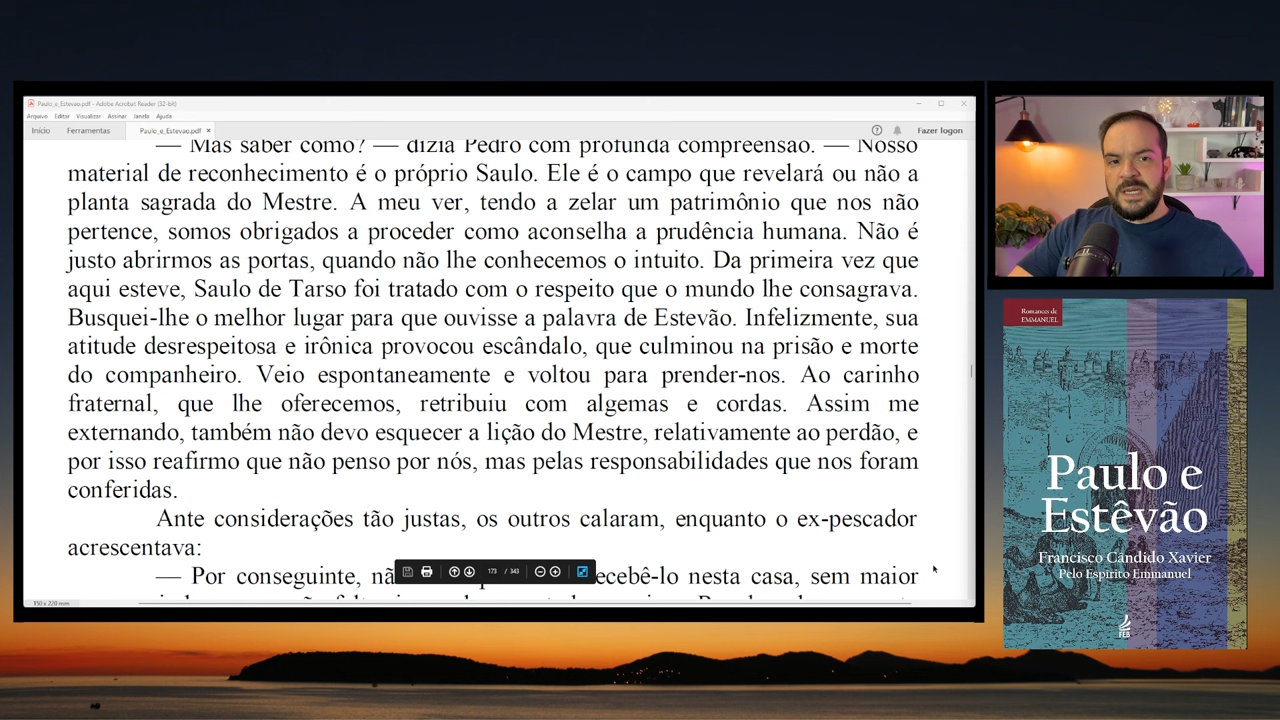 Paulo_e_Estevao.pdf - Adobe Acrobat Reader (32-bit)
Arquivo Editar Visualizar Assinar Janela Ajuda
Início Ferramentas Paulo_e_Estevao.pdf × Fazer logon
— Mas saber como? — dizia Pedro com profunda compreensão. — Nosso
material de reconhecimento é o próprio Saulo. Ele é o campo que revelará ou não a
planta sagrada do Mestre. A meu ver, tendo a zelar um patrimônio que nos não
pertence, somos obrigados a proceder como aconselha a prudência humana. Não é
justo abrirmos as portas, quando não lhe conhecemos o intuito. Da primeira vez que
aqui esteve, Saulo de Tarso foi tratado com o respeito que o mundo lhe consagrava.
Busquei-lhe o melhor lugar para que ouvisse a palavra de Estevão. Infelizmente, sua
atitude desrespeitosa e irônica provocou escândalo, que culminou na prisão e morte
do companheiro. Veio espontaneamente e voltou para prender-nos. Ao carinho
fraternal, que lhe oferecemos, retribuiu com algemas e cordas. Assim me
externando, também não devo esquecer a lição do Mestre, relativamente ao perdão, e
por isso reafirmo que não penso por nós, mas pelas responsabilidades que nos foram
conferidas.
Ante considerações tão justas, os outros calaram, enquanto o ex-pescador
acrescentava:
— Por conseguinte, nã ecebê-lo nesta casa, sem maior
173 / 343
150 x 220 mm
Romances de
EMMANUEL
Paulo e
Estêvão
Francisco Cândido Xavier
Pelo Espírito Emmanuel
FEB